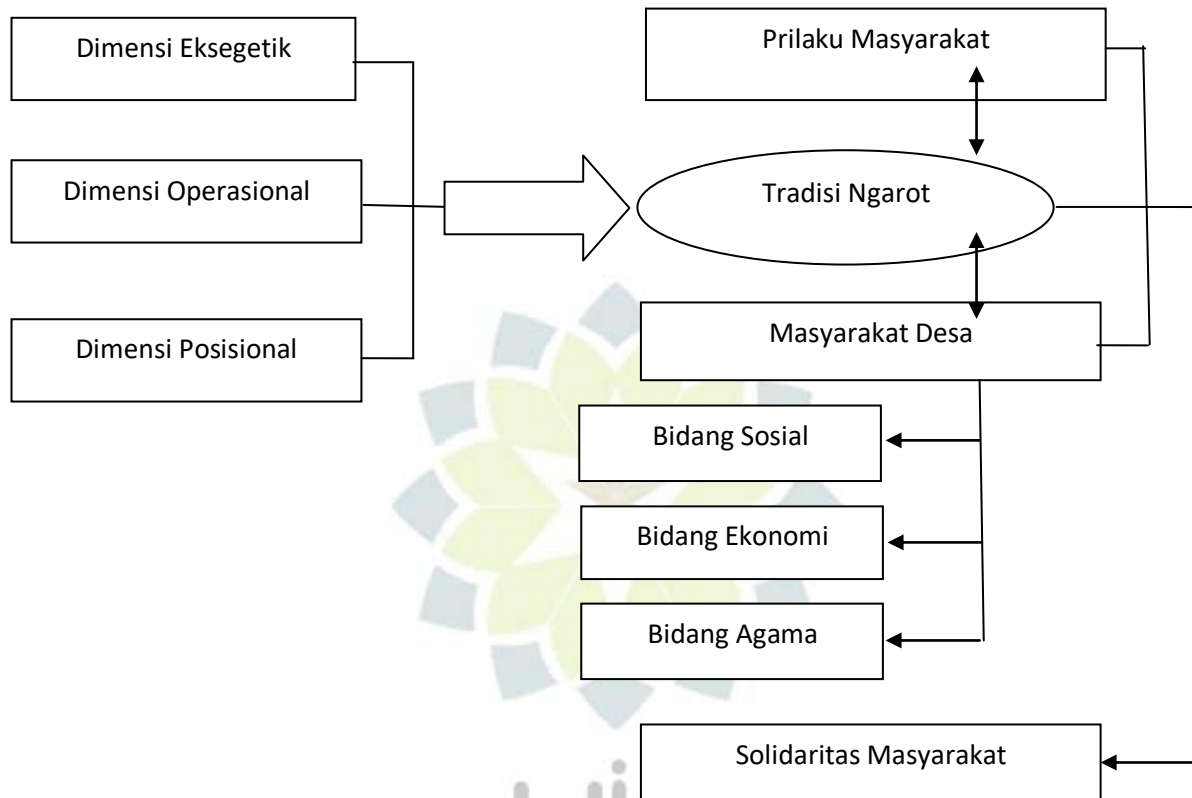 Dimensi Eksegetik
Dimensi Operasional
Dimensi Posisional
Prilaku Masyarakat
Tradisi Ngarot
Masyarakat Desa
Bidang Sosial
Bidang Ekonomi
Bidang Agama
Solidaritas Masyarakat